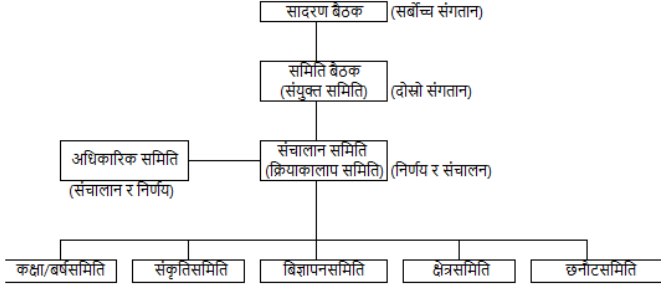 सादरण बैठक (सर्बोच्च संगतान)
समिति बैठक
(संयुक्त समिति) (दोस्रो संगतान)
संचालान समिति
अधिकारिक समिति
(क्रियाकालाप समिति) (निर्णय र संचालन)
(संचालान र निर्णय)
कक्षा/बर्षसमिति संकृतिसमिति बिज्ञापनसमिति क्षेत्रसमिति छनौटसमिति